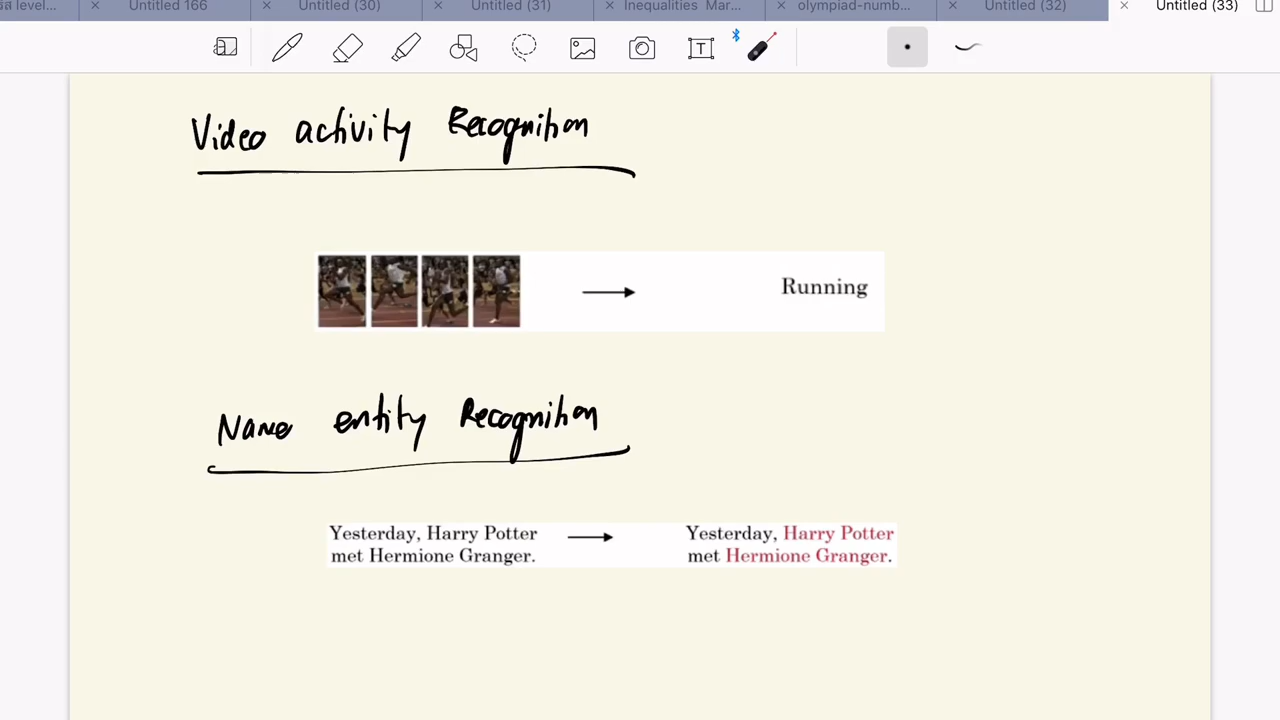 level... × Untitled 166 × Untitled (30) × Untitled (31) × Inequalities Mar... × olympiad-numb... × Untitled (32) × Untitled (33)
T
Video activity Recognition
Running
Name entity Recognition
Yesterday, Harry Potter → Yesterday, Harry Potter
met Hermione Granger. met Hermione Granger.